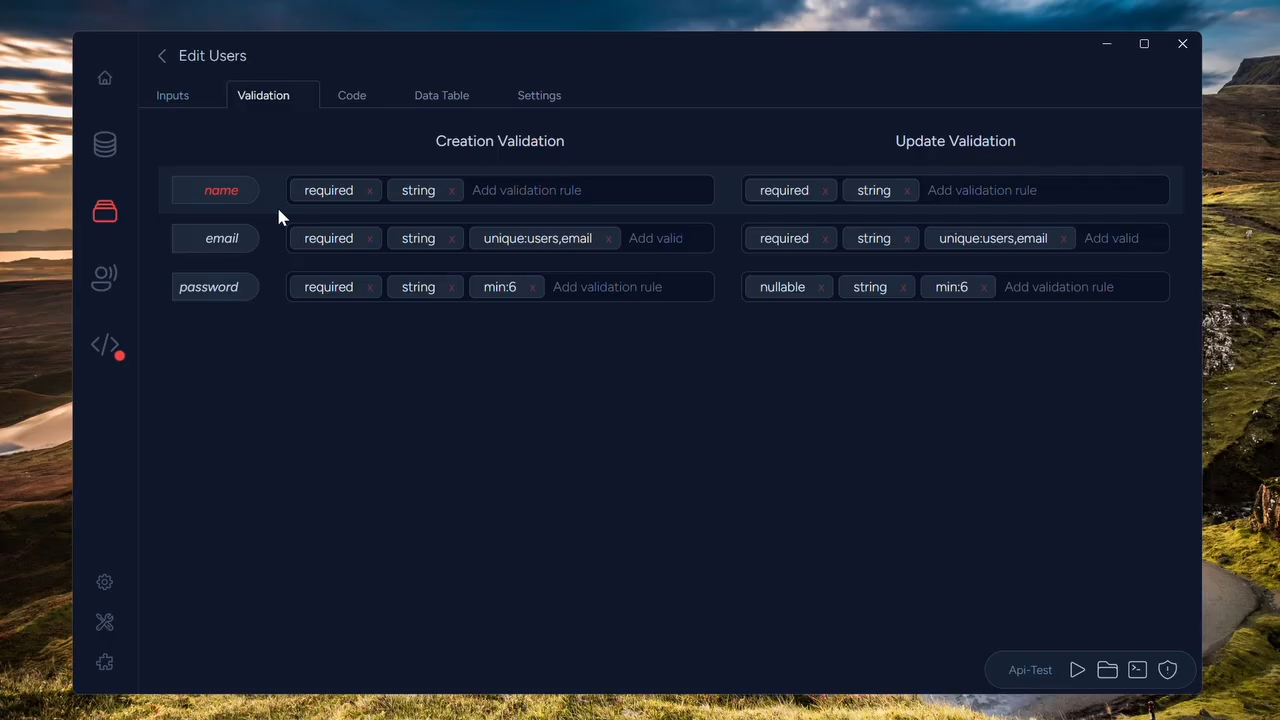 Edit Users
Inputs Validation Code Data Table Settings
Creation Validation Update Validation
name required x string x Add validation rule required x string x Add validation rule
email required x string x unique:users,email x Add valid required x string x unique:users,email x Add valid
password required x string x min:6 x Add validation rule nullable x string x min:6 x Add validation rule
Api-Test